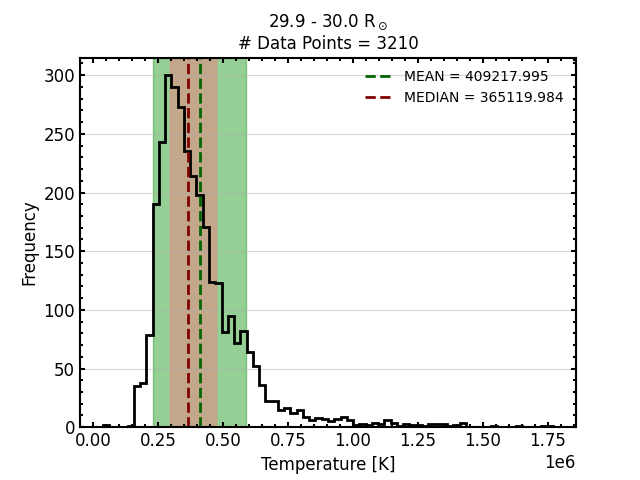 29.9 - 30.0 R⊙
# Data Points = 3210
MEAN = 409217.995
MEDIAN = 365119.984
Frequency
300
250
200
150
100
50
0
0.00 0.25 0.50 0.75 1.00 1.25 1.50 1.75
1e6
Temperature [K]